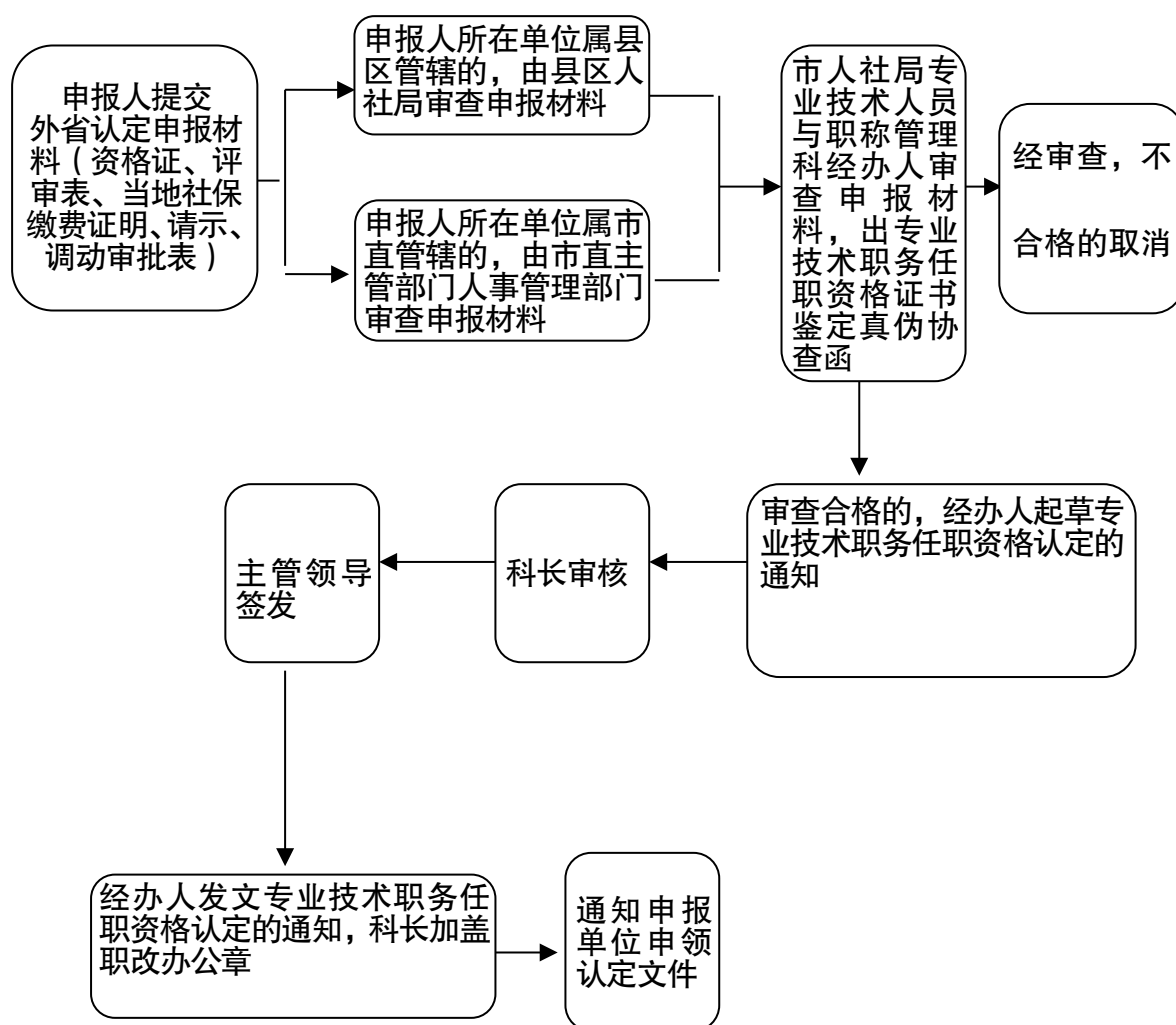 申报人提交
外省认定申报材
料（资格证、评
审表、当地社保
缴费证明、请示、
调动审批表）
申报人所在单位属县
区管辖的，由县区人
社局审查申报材料
申报人所在单位属市
直管辖的，由市直主
管部门人事管理部门
审查申报材料
市人社局专
业技术人员
与职称管理
科经办人审
查申报材
料，出专业
技术职务任
职资格证书
鉴定真伪协
查函
经审查，不
合格的取消
审查合格的，经办人起草专
业技术职务任职资格认定的
通知
科长审核
主管领导
签发
经办人发文专业技术职务任
职资格认定的通知，科长加盖
职改办公章
通知申报
单位申领
认定文件